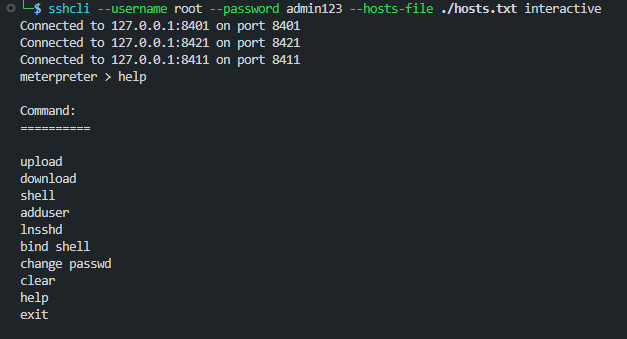 $ sshcli --username root --password admin123 --hosts-file ./hosts.txt interactive
Connected to 127.0.0.1:8401 on port 8401
Connected to 127.0.0.1:8421 on port 8421
Connected to 127.0.0.1:8411 on port 8411
meterpreter > help
Command:
==========
upload
download
shell
adduser
lnsshd
bind shell
change passwd
clear
help
exit